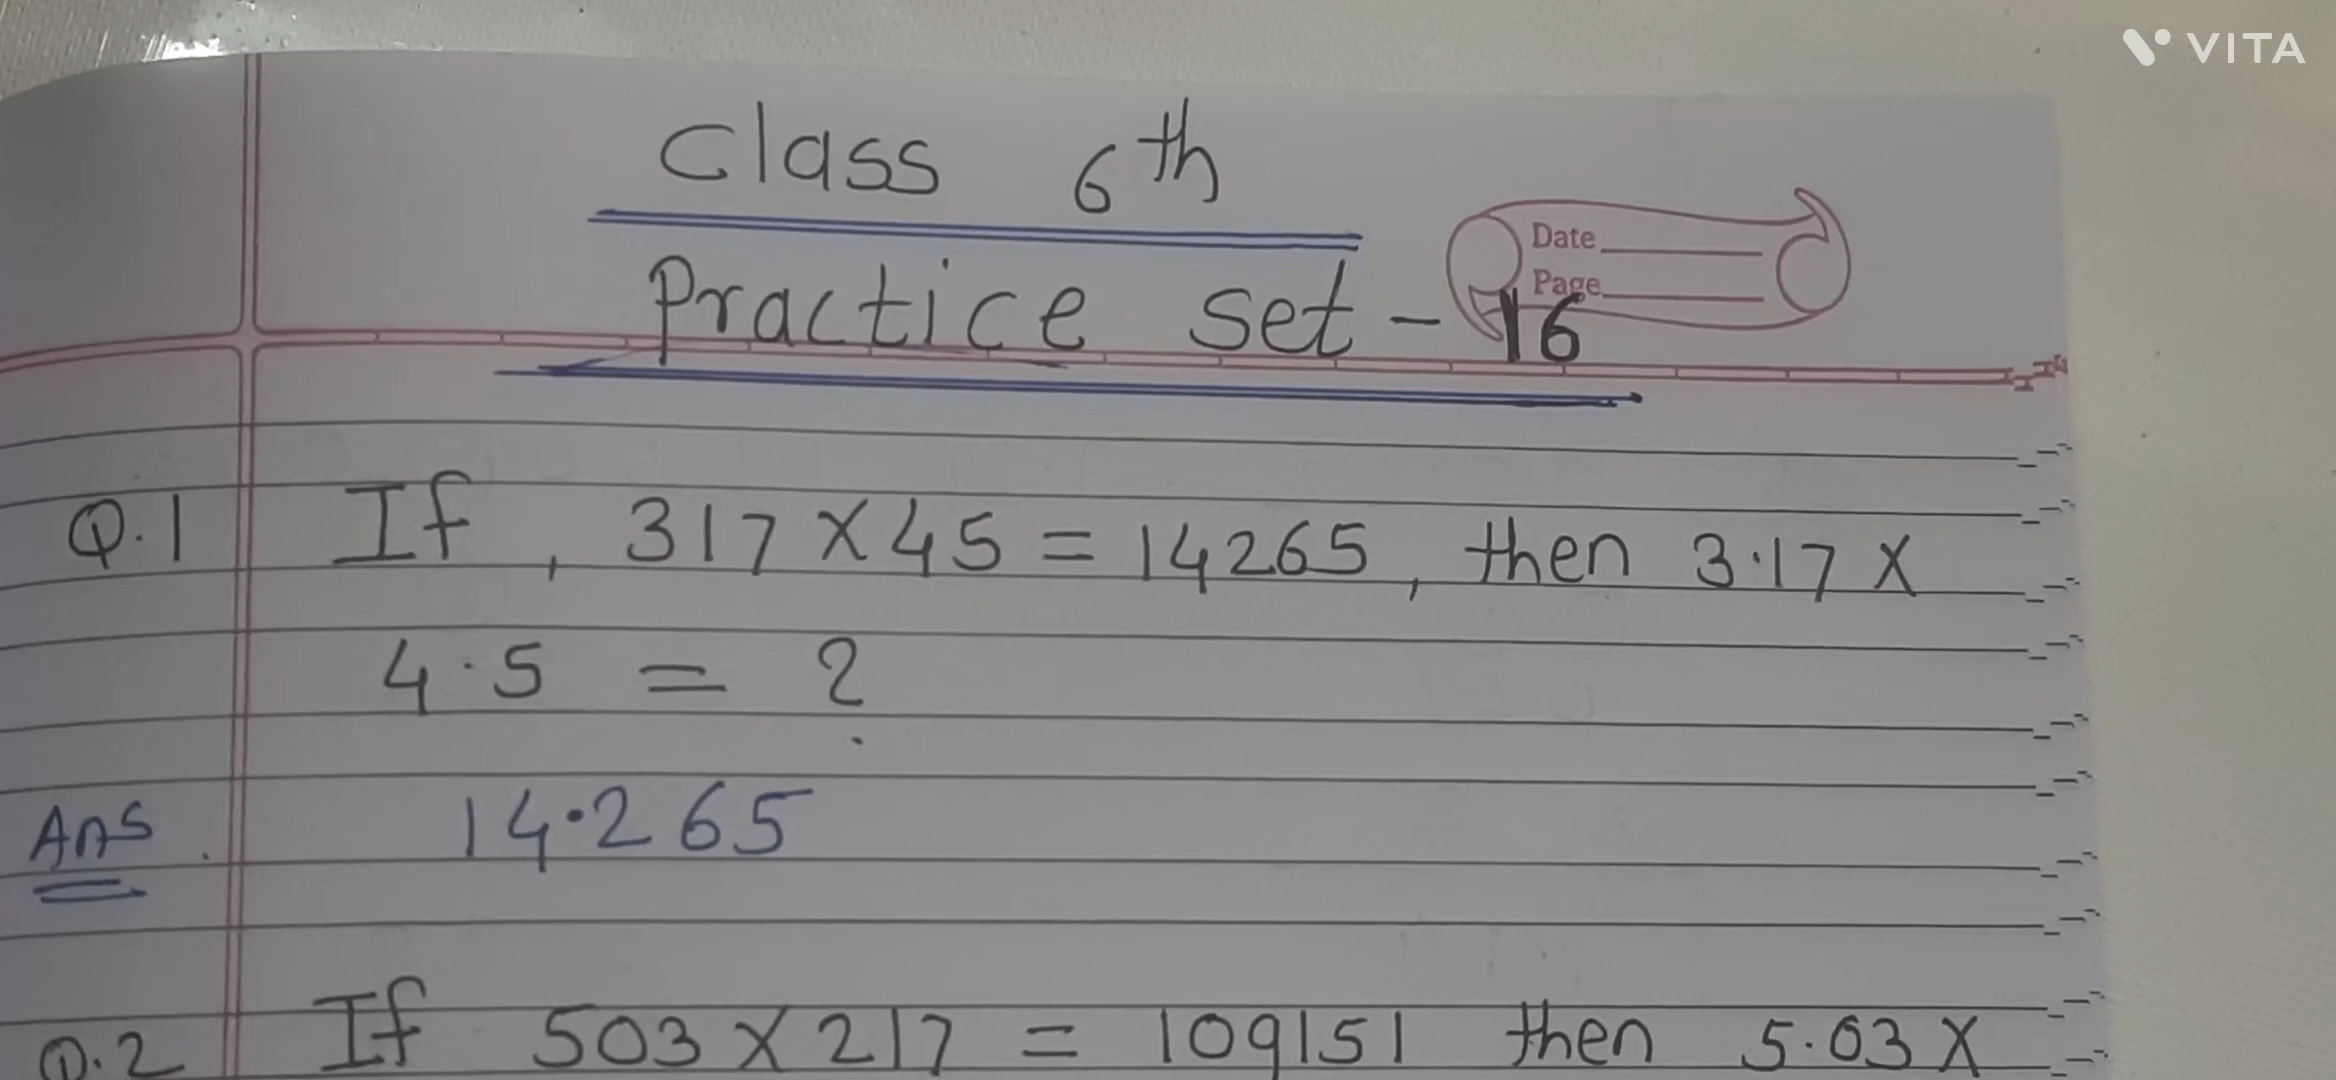 VITA
Class 6th
Date
Page
Practice set - 16
Q.1 If, 317 X 45 = 14265, then 3.17 X
4.5 = ?
Ans. 14.265
Q.2 If 503 X 217 = 109151 then 5.03 X